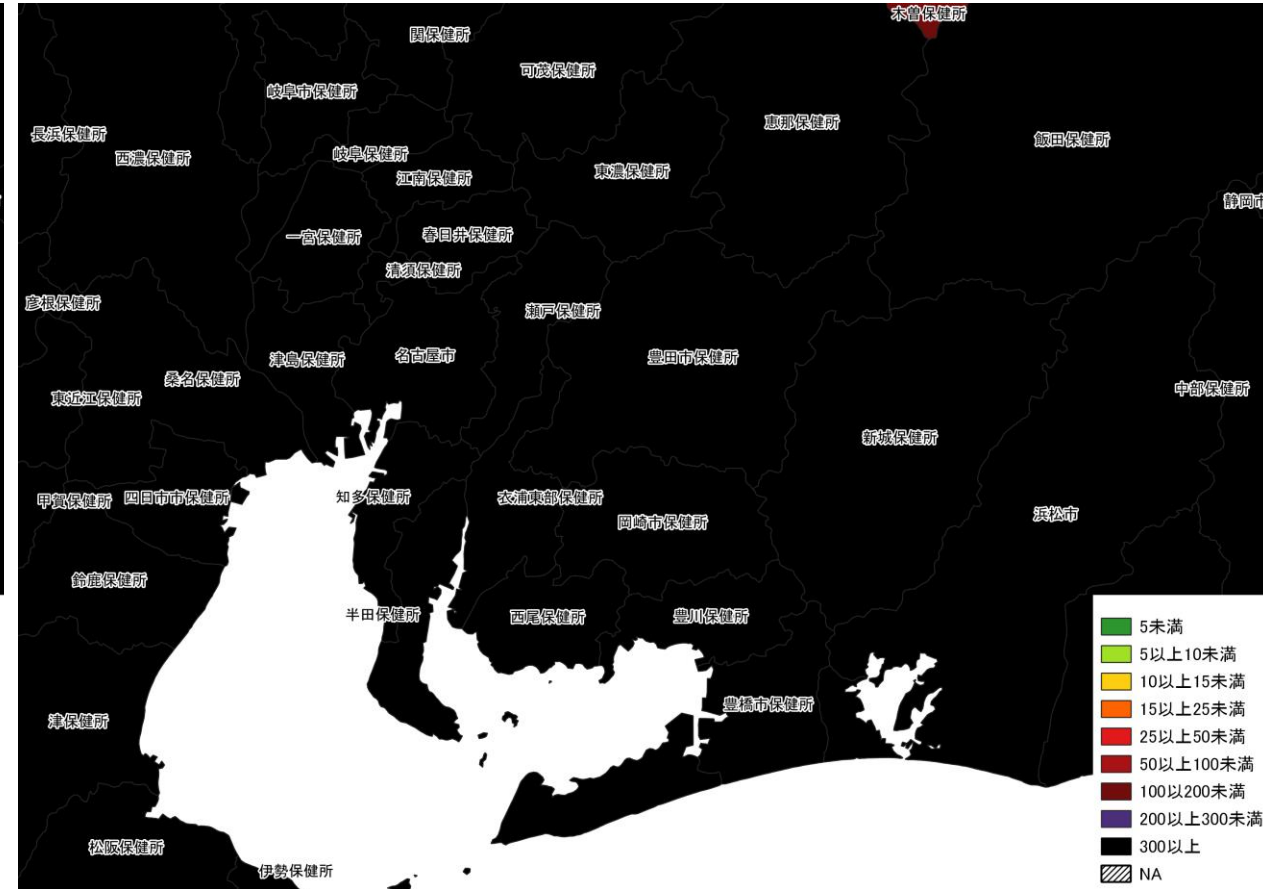 木曽保健所
関保健所
可茂保健所
岐阜市保健所
恵那保健所
長浜保健所
飯田保健所
西濃保健所
岐阜保健所
東濃保健所
江南保健所
静岡市
一宮保健所
春日井保健所
清須保健所
彦根保健所
瀬戸保健所
津島保健所
名古屋市
豊田市保健所
桑名保健所
東近江保健所
中部保健所
新城保健所
甲賀保健所
四日市市保健所
知多保健所
衣浦東部保健所
岡崎市保健所
浜松市
鈴鹿保健所
半田保健所
西尾保健所
豊川保健所
津保健所
豊橋市保健所
松阪保健所
伊勢保健所
5未満
5以上10未満
10以上15未満
15以上25未満
25以上50未満
50以上100未満
100以200未満
200以上300未満
300以上
NA